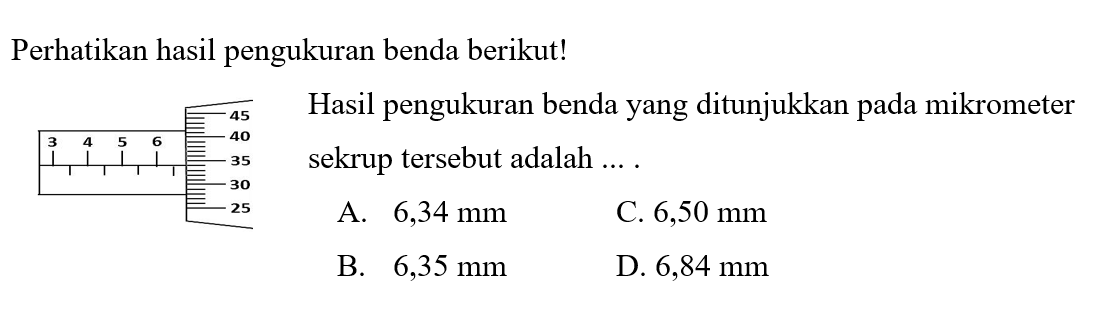 Perhatikan hasil pengukuran benda berikut!
Hasil pengukuran benda yang ditunjukkan pada mikrometer
sekrup tersebut adalah ... .
3 4 5 6
45
40
35
30
25
A. 6,34 mm C. 6,50 mm
B. 6,35 mm D. 6,84 mm